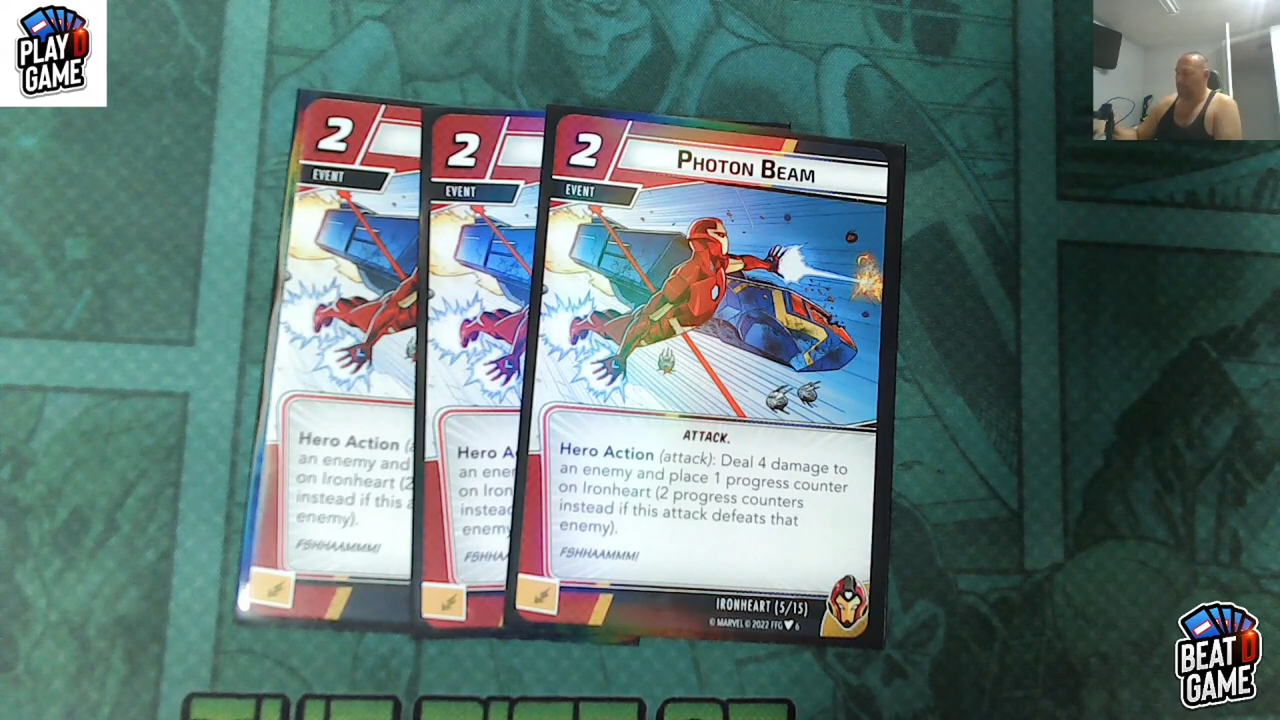 PLAY D
GAME
2
EVENT
Hero Action (
an enemy and
on Ironheart (2
instead if this a
enemy).
FSHHAAMMM!
2
EVENT
Hero A
an ene
on Iron
instead
enemy
FSHHA
2
PHOTON BEAM
EVENT
ATTACK.
Hero Action (attack): Deal 4 damage to
an enemy and place 1 progress counter
on Ironheart (2 progress counters
instead if this attack defeats that
enemy).
FSHHAAMMM!
IRONHEART (5/15)
© MARVEL © 2022 FFG 6
BEAT D
GAME